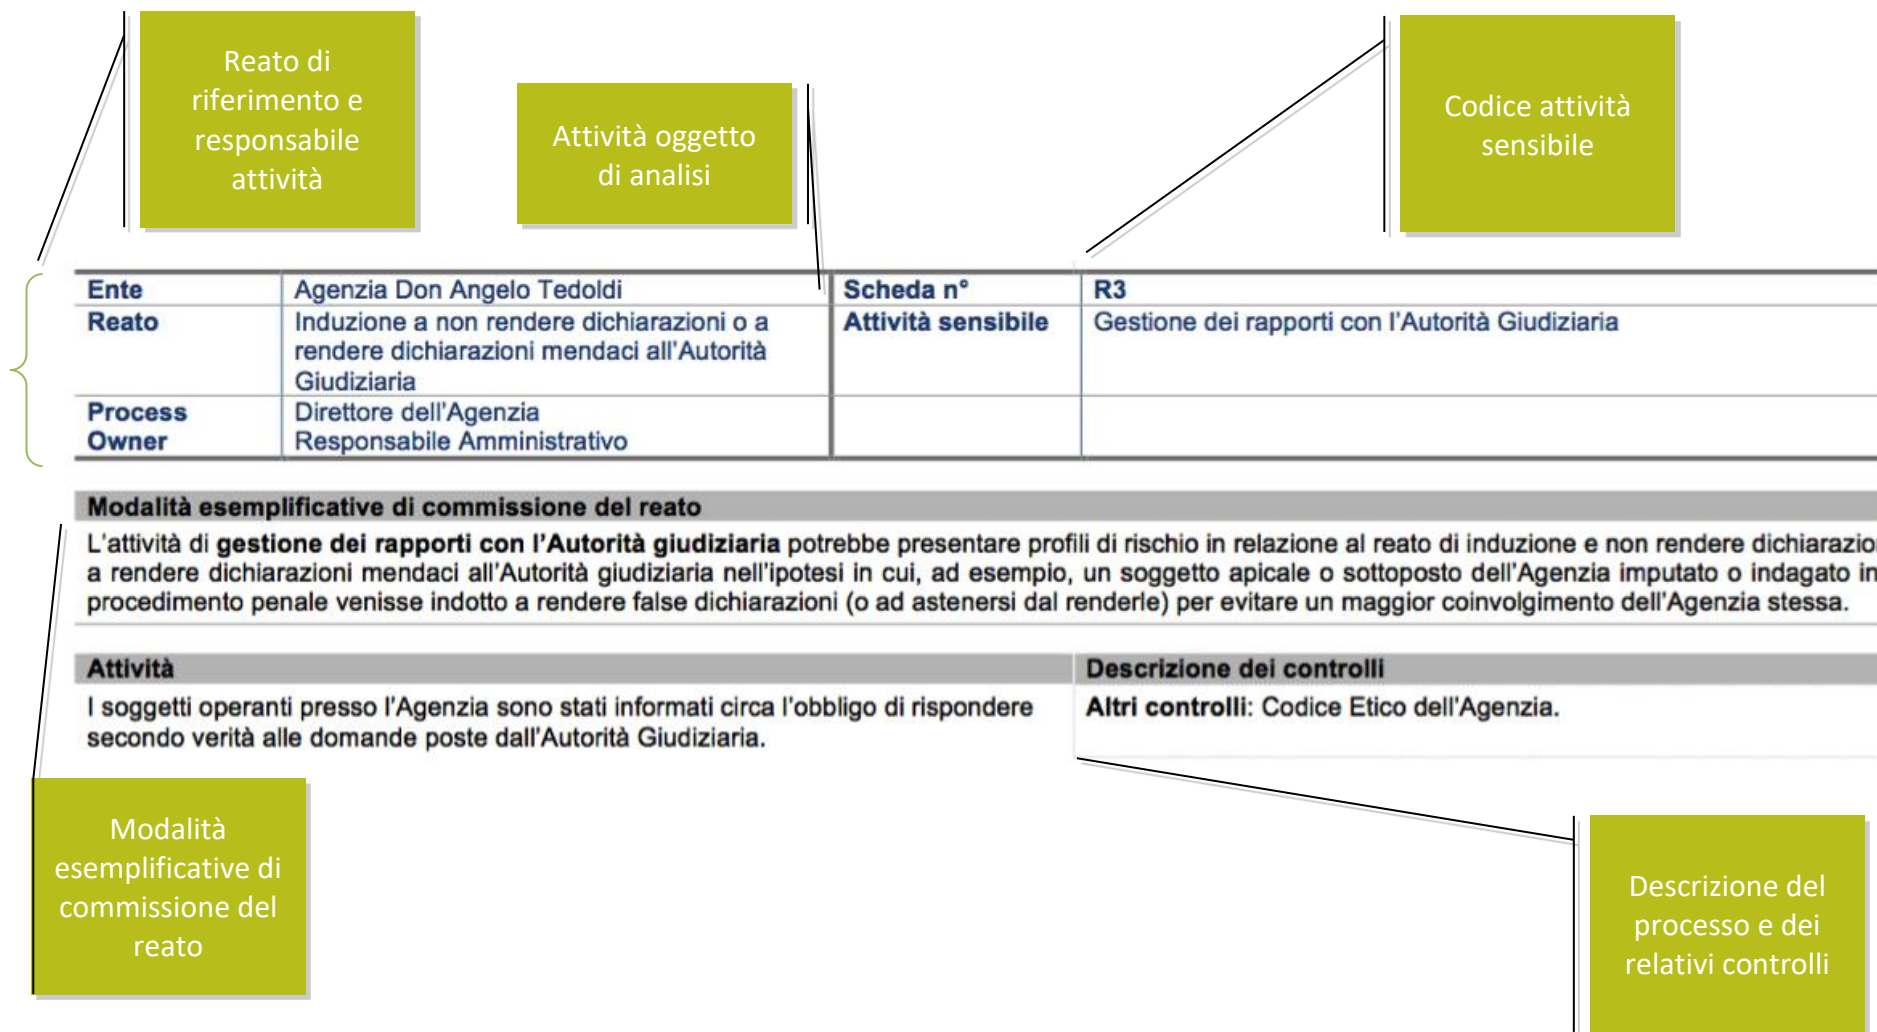 Reato di
riferimento e
responsabile
attività
Attività oggetto
di analisi
Codice attività
sensibile
Ente Agenzia Don Angelo Tedoldi Scheda n° R3
Reato Induzione a non rendere dichiarazioni o a Attività sensibile Gestione dei rapporti con l'Autorità Giudiziaria
rendere dichiarazioni mendaci all'Autorità
Giudiziaria
Process Direttore dell'Agenzia
Owner Responsabile Amministrativo
Modalità esemplificative di commissione del reato
L'attività di gestione dei rapporti con l'Autorità giudiziaria potrebbe presentare profili di rischio in relazione al reato di induzione e non rendere dichiarazio
a rendere dichiarazioni mendaci all'Autorità giudiziaria nell'ipotesi in cui, ad esempio, un soggetto apicale o sottoposto dell'Agenzia imputato o indagato in
procedimento penale venisse indotto a rendere false dichiarazioni (o ad astenersi dal renderle) per evitare un maggior coinvolgimento dell'Agenzia stessa.
Attività Descrizione dei controlli
I soggetti operanti presso l'Agenzia sono stati informati circa l'obbligo di rispondere Altri controlli: Codice Etico dell'Agenzia.
secondo verità alle domande poste dall'Autorità Giudiziaria.
Modalità
esemplificative di
commissione del
reato
Descrizione del
processo e dei
relativi controlli